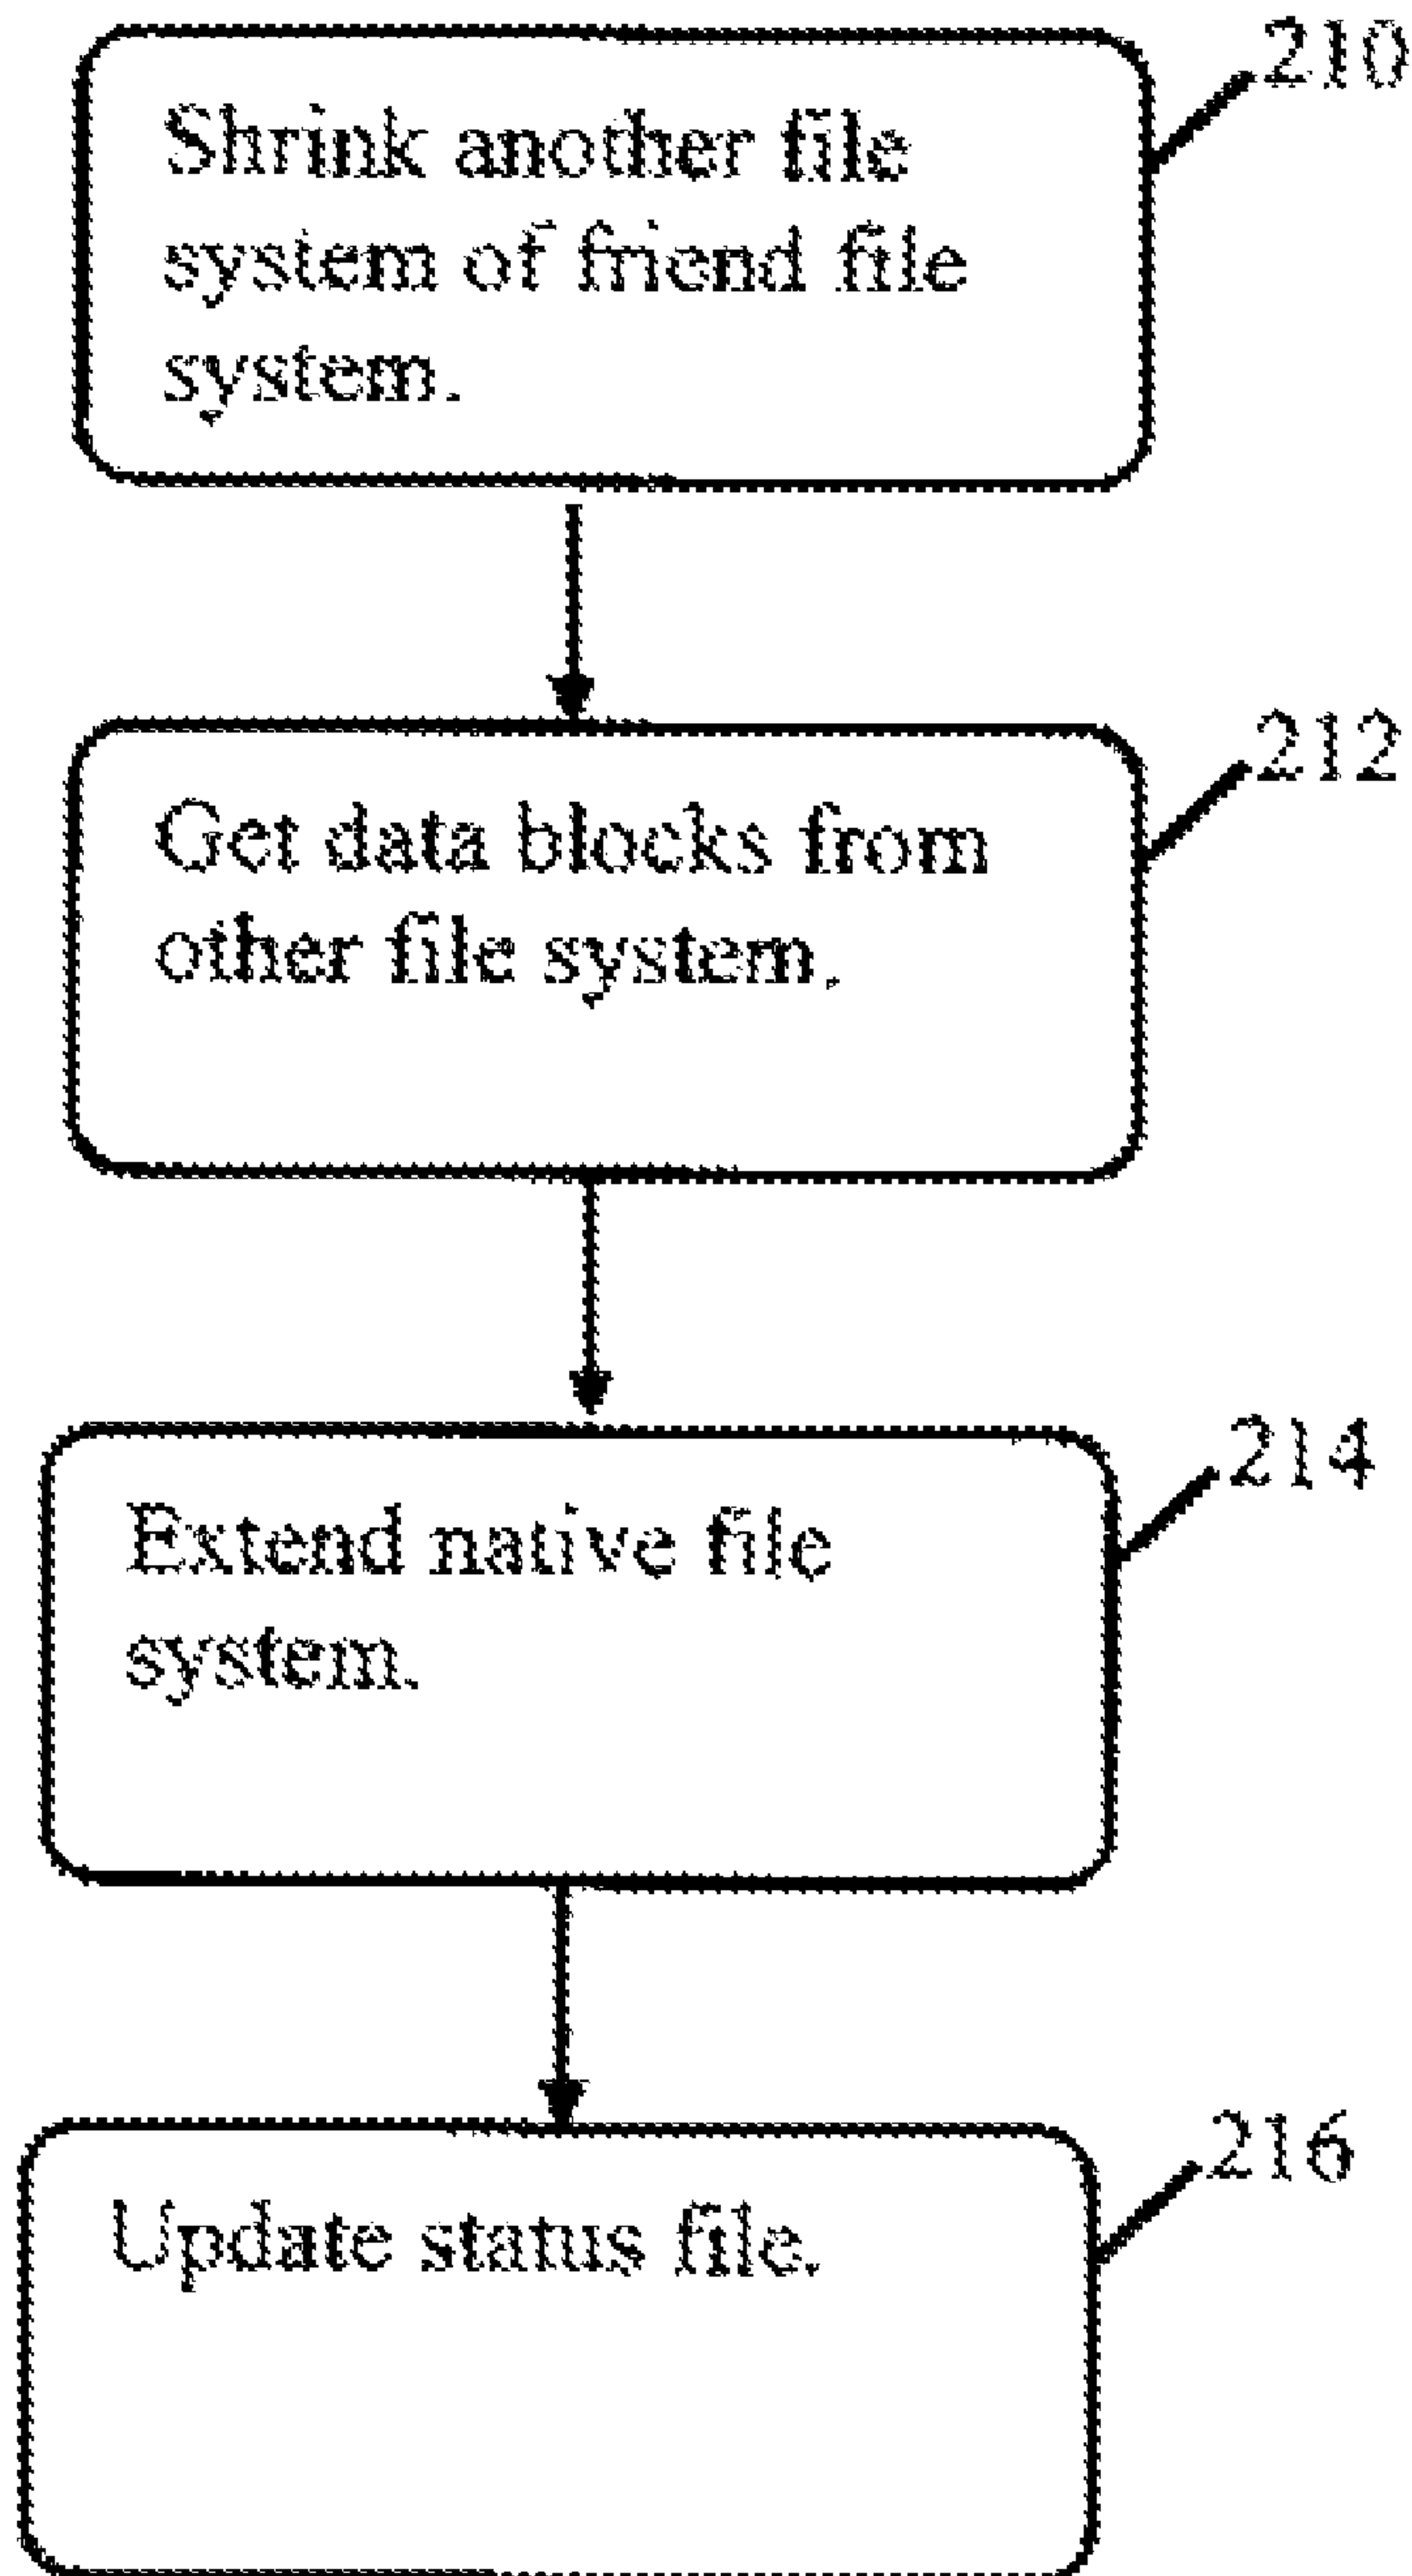 210
Shrink another file
system of friend file
system.
212
Get data blocks from
other file system.
214
Extend native file
system.
216
Update status file.